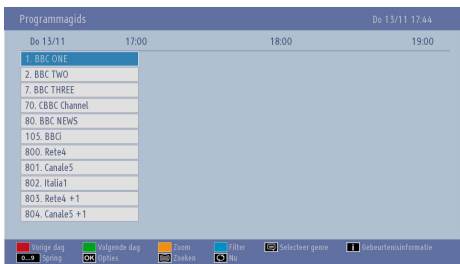 Programmagids Do 13/11 17:44
Do 13/11 17:00 18:00 19:00
1. BBC ONE
2. BBC TWO
7. BBC THREE
70. CBBC Channel
80. BBC NEWS
105. BBCi
800. Rete4
801. Canale5
802. Italia1
803. Rete4 +1
804. Canale5 +1
Vorige dag Volgende dag Zoom Filter Selecteer genre i Gebeurtenisinformatie
0...9 Spring OK Opties Zoeken Nu